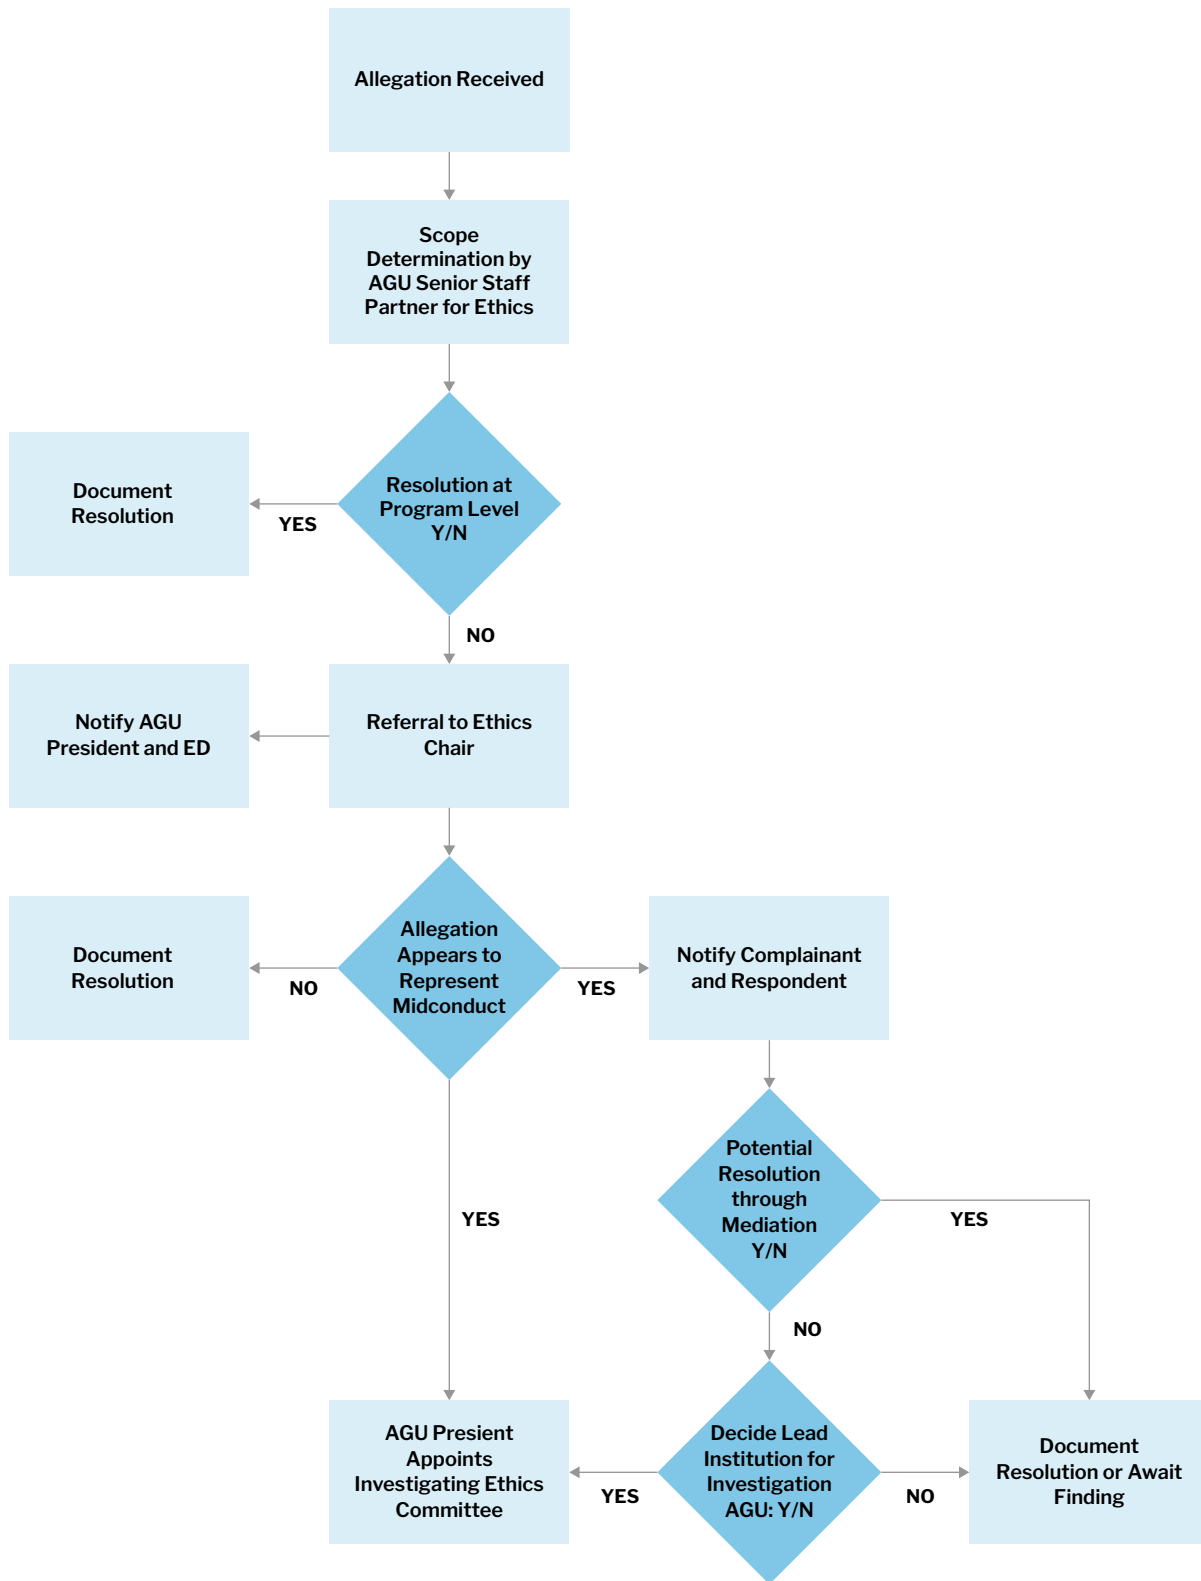 Allegation Received
Scope
Determination by
AGU Senior Staff
Partner for Ethics
Resolution at
Program Level
Y/N
YES
Document
Resolution
NO
Referral to Ethics
Chair
Notify AGU
President and ED
Allegation
Appears to
Represent
Midconduct
NO
Document
Resolution
YES
Notify Complainant
and Respondent
YES
Potential
Resolution
through
Mediation
Y/N
YES
NO
Decide Lead
Institution for
Investigation
AGU: Y/N
YES
AGU Presient
Appoints
Investigating Ethics
Committee
NO
Document
Resolution or Await
Finding